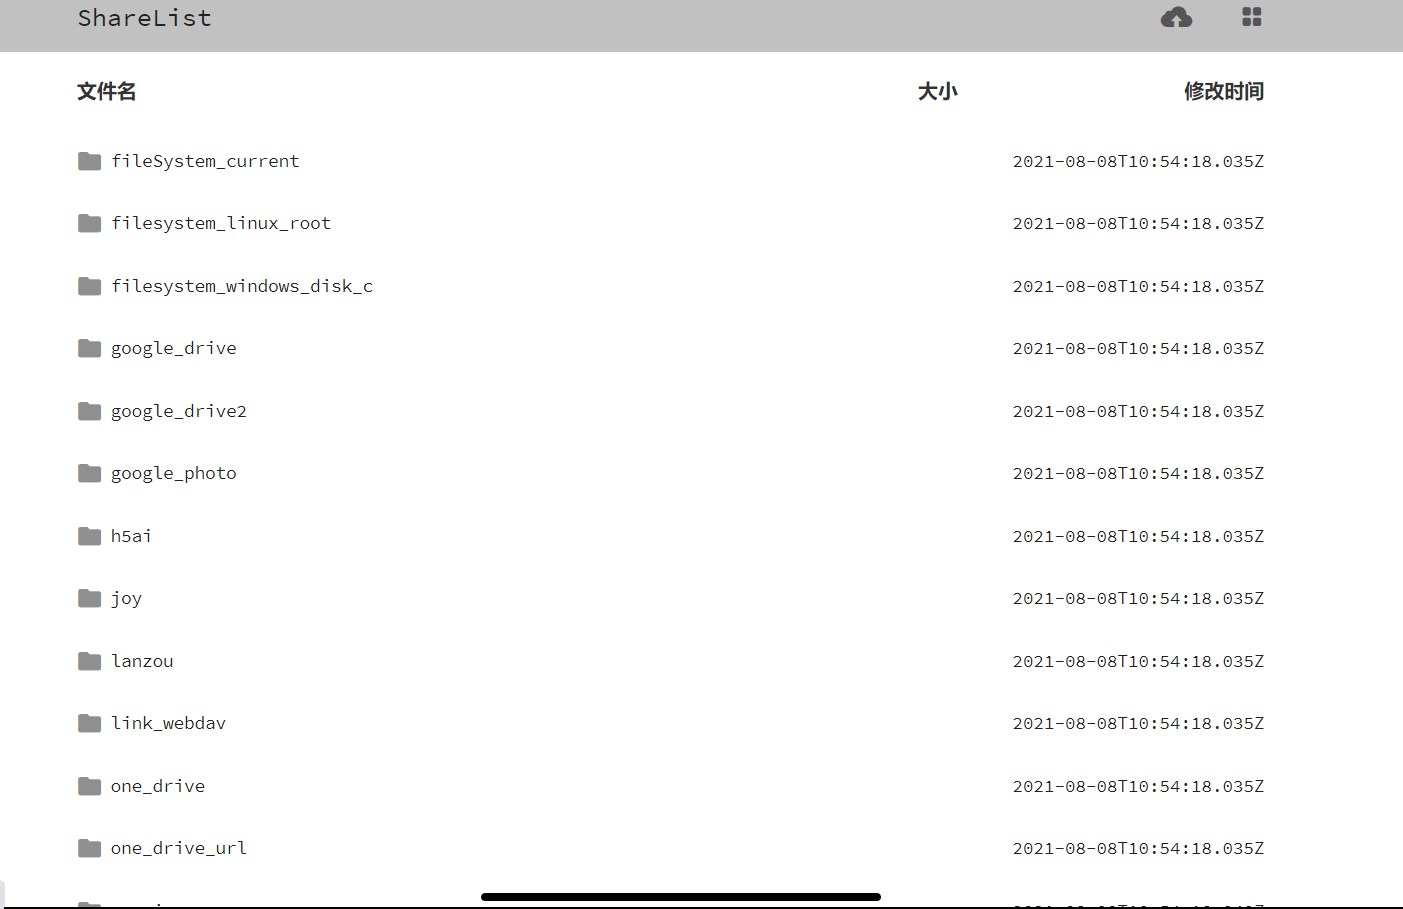 ShareList
文件名 大小 修改时间
fileSystem_current 2021-08-08T10:54:18.035Z
filesystem_linux_root 2021-08-08T10:54:18.035Z
filesystem_windows_disk_c 2021-08-08T10:54:18.035Z
google_drive 2021-08-08T10:54:18.035Z
google_drive2 2021-08-08T10:54:18.035Z
google_photo 2021-08-08T10:54:18.035Z
h5ai 2021-08-08T10:54:18.035Z
joy 2021-08-08T10:54:18.035Z
lanzou 2021-08-08T10:54:18.035Z
link_webdav 2021-08-08T10:54:18.035Z
one_drive 2021-08-08T10:54:18.035Z
one_drive_url 2021-08-08T10:54:18.035Z